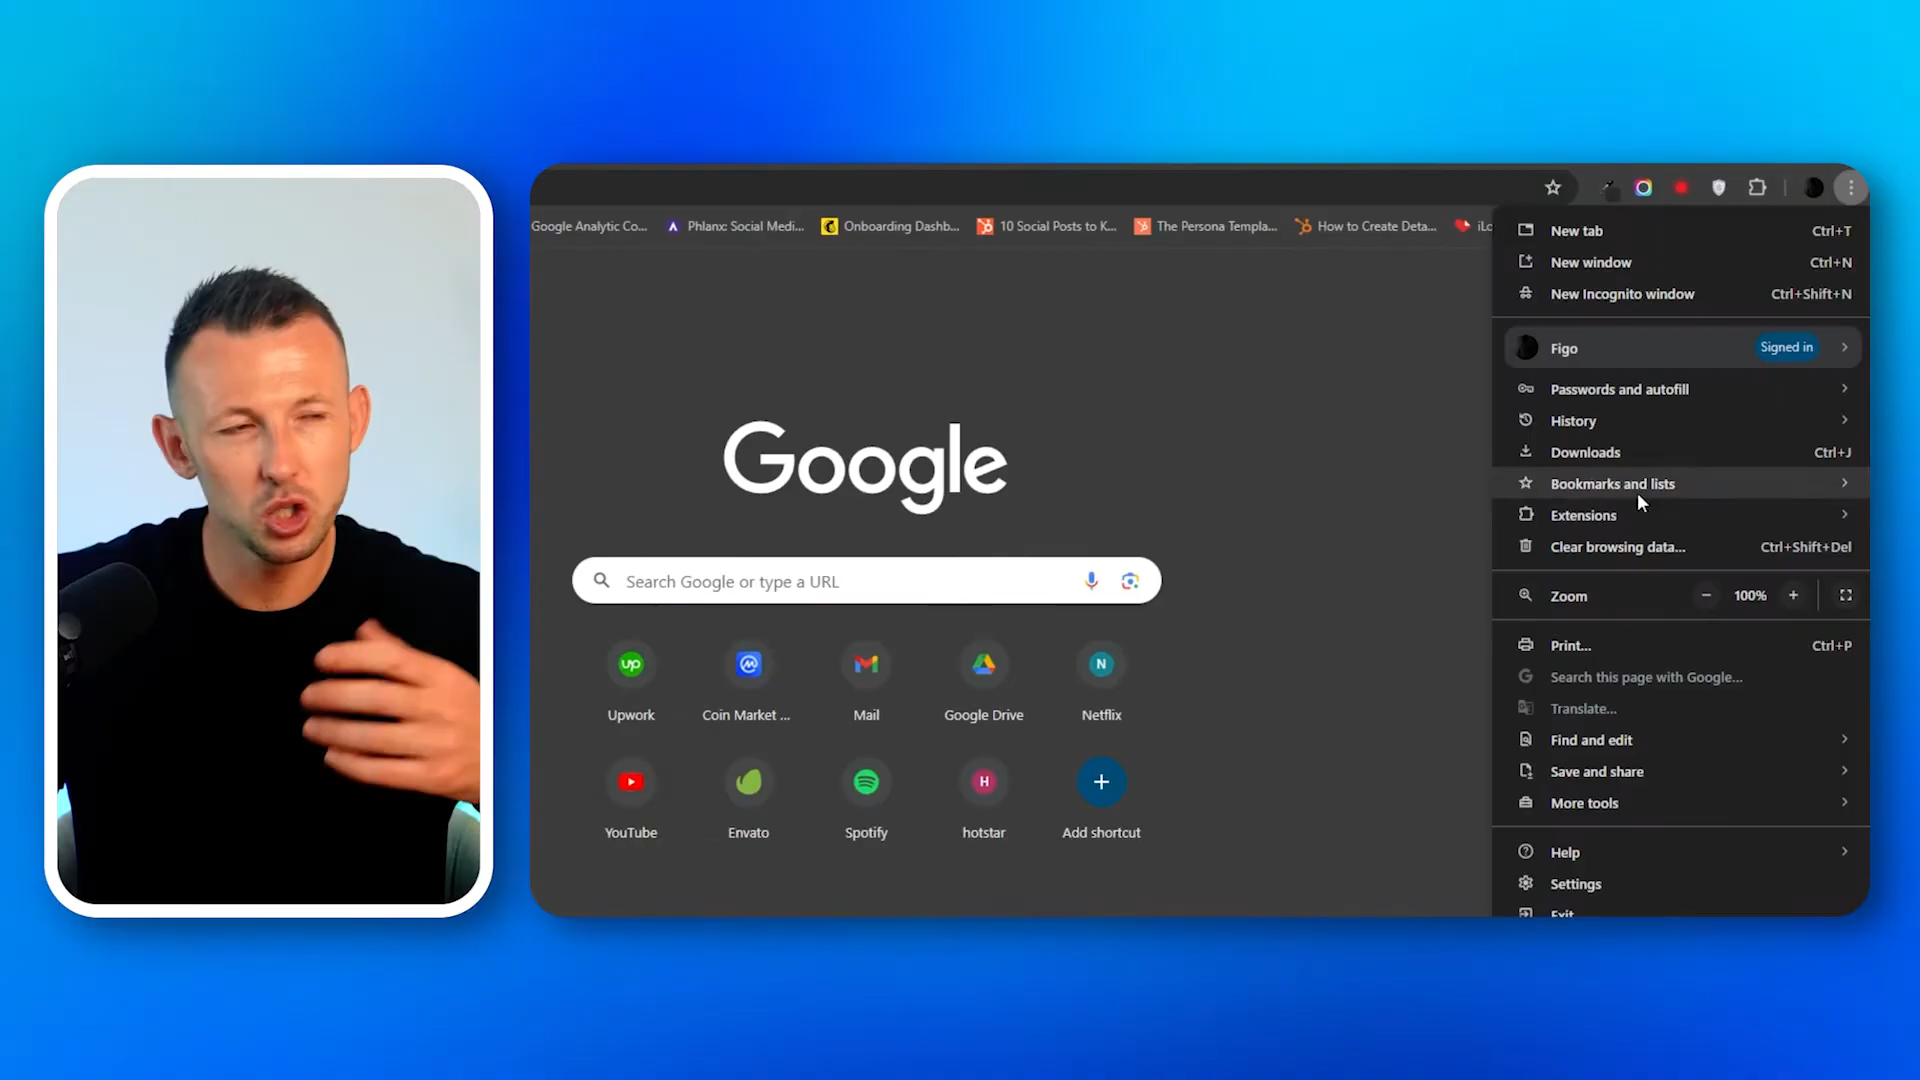 Google Analytic Co...
Phlanx: Social Medi...
Onboarding Dashb...
10 Social Posts to K...
The Persona Templa...
How to Create Deta...
iLo
Google
Search Google or type a URL
up
Upwork
Coin Market ...
Mail
Google Drive
N
Netflix
YouTube
Envato
Spotify
H
hotstar
Add shortcut
New tab Ctrl+T
New window Ctrl+N
New Incognito window Ctrl+Shift+N
Figo Signed in
Passwords and autofill
History
Downloads Ctrl+J
Bookmarks and lists
Extensions
Clear browsing data... Ctrl+Shift+Del
Zoom − 100% +
Print... Ctrl+P
G Search this page with Google...
Translate...
Find and edit
Save and share
More tools
Help
Settings
Exit